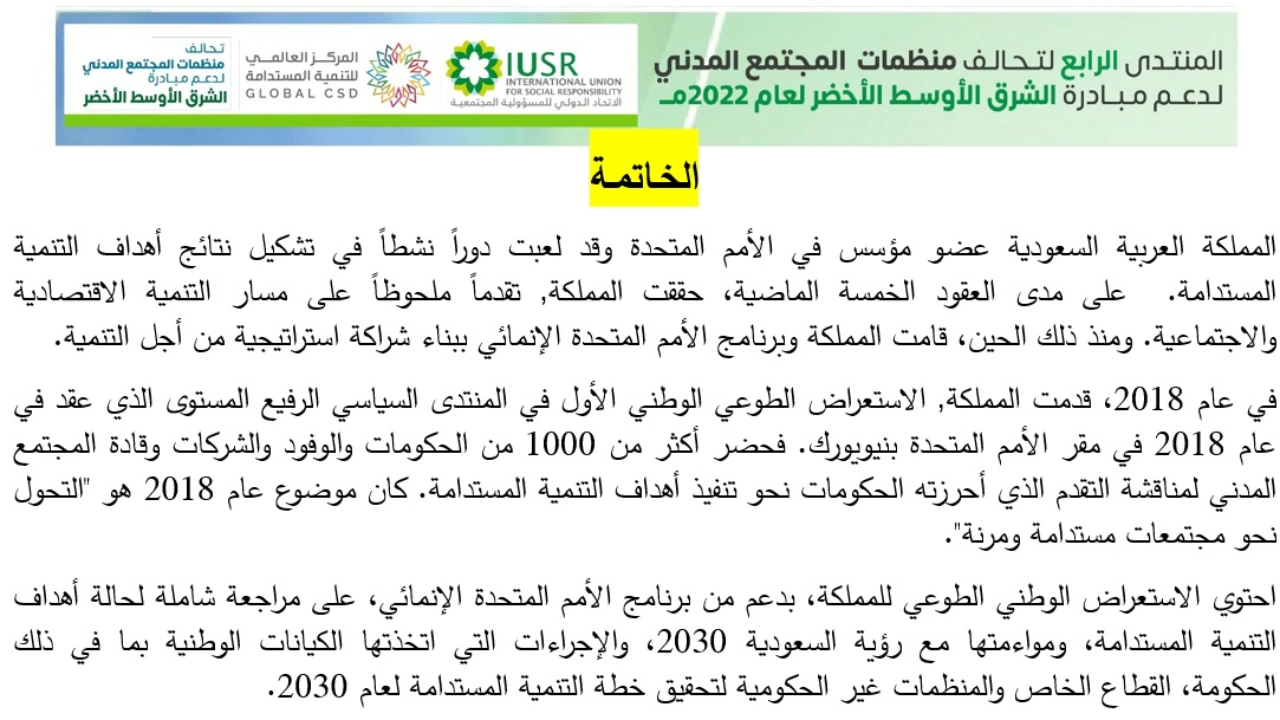 المنتدى الرابع لتحالف منظمات المجتمع المدني
لدعم مبادرة الشرق الأوسط الأخضر لعام 2022مـ
IUSR
INTERNATIONAL UNION
FOR SOCIAL RESPONSIBILITY
الاتحاد الدولي للمسؤولية المجتمعية
المركز العالمي
للتنمية المستدامة
GLOBAL CSD
تحالف
منظمات المجتمع المدني
لدعم مبادرة
الشرق الأوسط الأخضر
الخاتمة
المملكة العربية السعودية عضو مؤسس في الأمم المتحدة وقد لعبت دوراً نشطاً في تشكيل نتائج أهداف التنمية
المستدامة. على مدى العقود الخمسة الماضية، حققت المملكة, تقدماً ملحوظاً على مسار التنمية الاقتصادية
والاجتماعية. ومنذ ذلك الحين، قامت المملكة وبرنامج الأمم المتحدة الإنمائي ببناء شراكة استراتيجية من أجل التنمية.
في عام 2018، قدمت المملكة, الاستعراض الطوعي الوطني الأول في المنتدى السياسي الرفيع المستوى الذي عقد في
عام 2018 في مقر الأمم المتحدة بنيويورك. فحضر أكثر من 1000 من الحكومات والوفود والشركات وقادة المجتمع
المدني لمناقشة التقدم الذي أحرزته الحكومات نحو تنفيذ أهداف التنمية المستدامة. كان موضوع عام 2018 هو "التحول
نحو مجتمعات مستدامة ومرنة".
احتوي الاستعراض الوطني الطوعي للمملكة، بدعم من برنامج الأمم المتحدة الإنمائي، على مراجعة شاملة لحالة أهداف
التنمية المستدامة، ومواءمتها مع رؤية السعودية 2030، والإجراءات التي اتخذتها الكيانات الوطنية بما في ذلك
الحكومة، القطاع الخاص والمنظمات غير الحكومية لتحقيق خطة التنمية المستدامة لعام 2030.